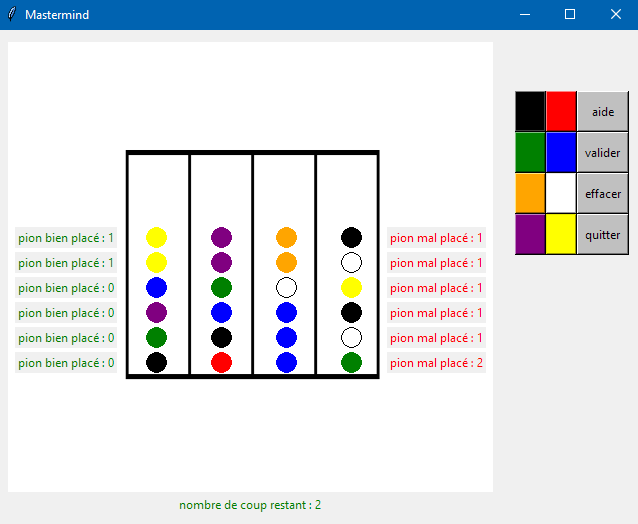 Mastermind
aide
valider
effacer
quitter
pion bien placé : 1 pion mal placé : 1
pion bien placé : 1 pion mal placé : 1
pion bien placé : 0 pion mal placé : 1
pion bien placé : 0 pion mal placé : 1
pion bien placé : 0 pion mal placé : 1
pion bien placé : 0 pion mal placé : 2
nombre de coup restant : 2